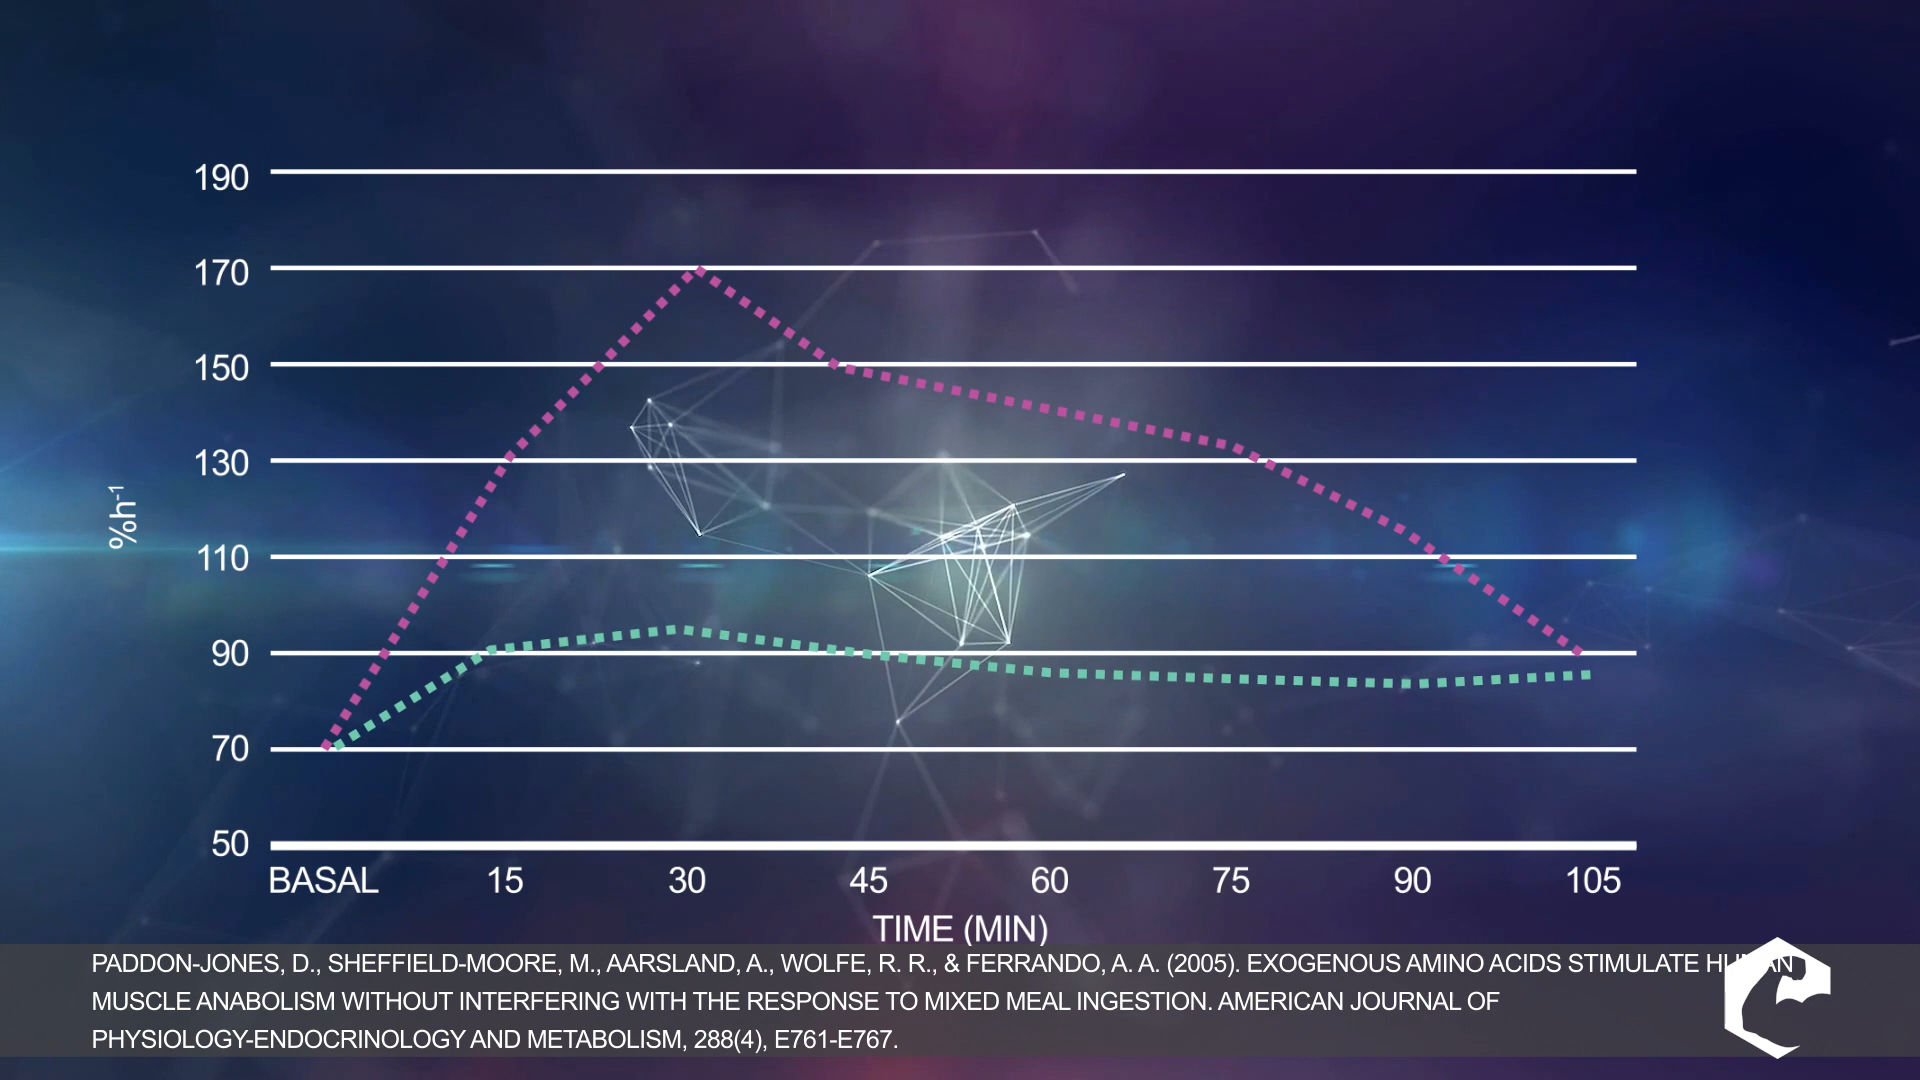 190
170
150
130
110
90
70
50
%h-1
BASAL 15 30 45 60 75 90 105
TIME (MIN)
PADDON-JONES, D., SHEFFIELD-MOORE, M., AARSLAND, A., WOLFE, R. R., & FERRANDO, A. A. (2005). EXOGENOUS AMINO ACIDS STIMULATE HUMAN
MUSCLE ANABOLISM WITHOUT INTERFERING WITH THE RESPONSE TO MIXED MEAL INGESTION. AMERICAN JOURNAL OF
PHYSIOLOGY-ENDOCRINOLOGY AND METABOLISM, 288(4), E761-E767.